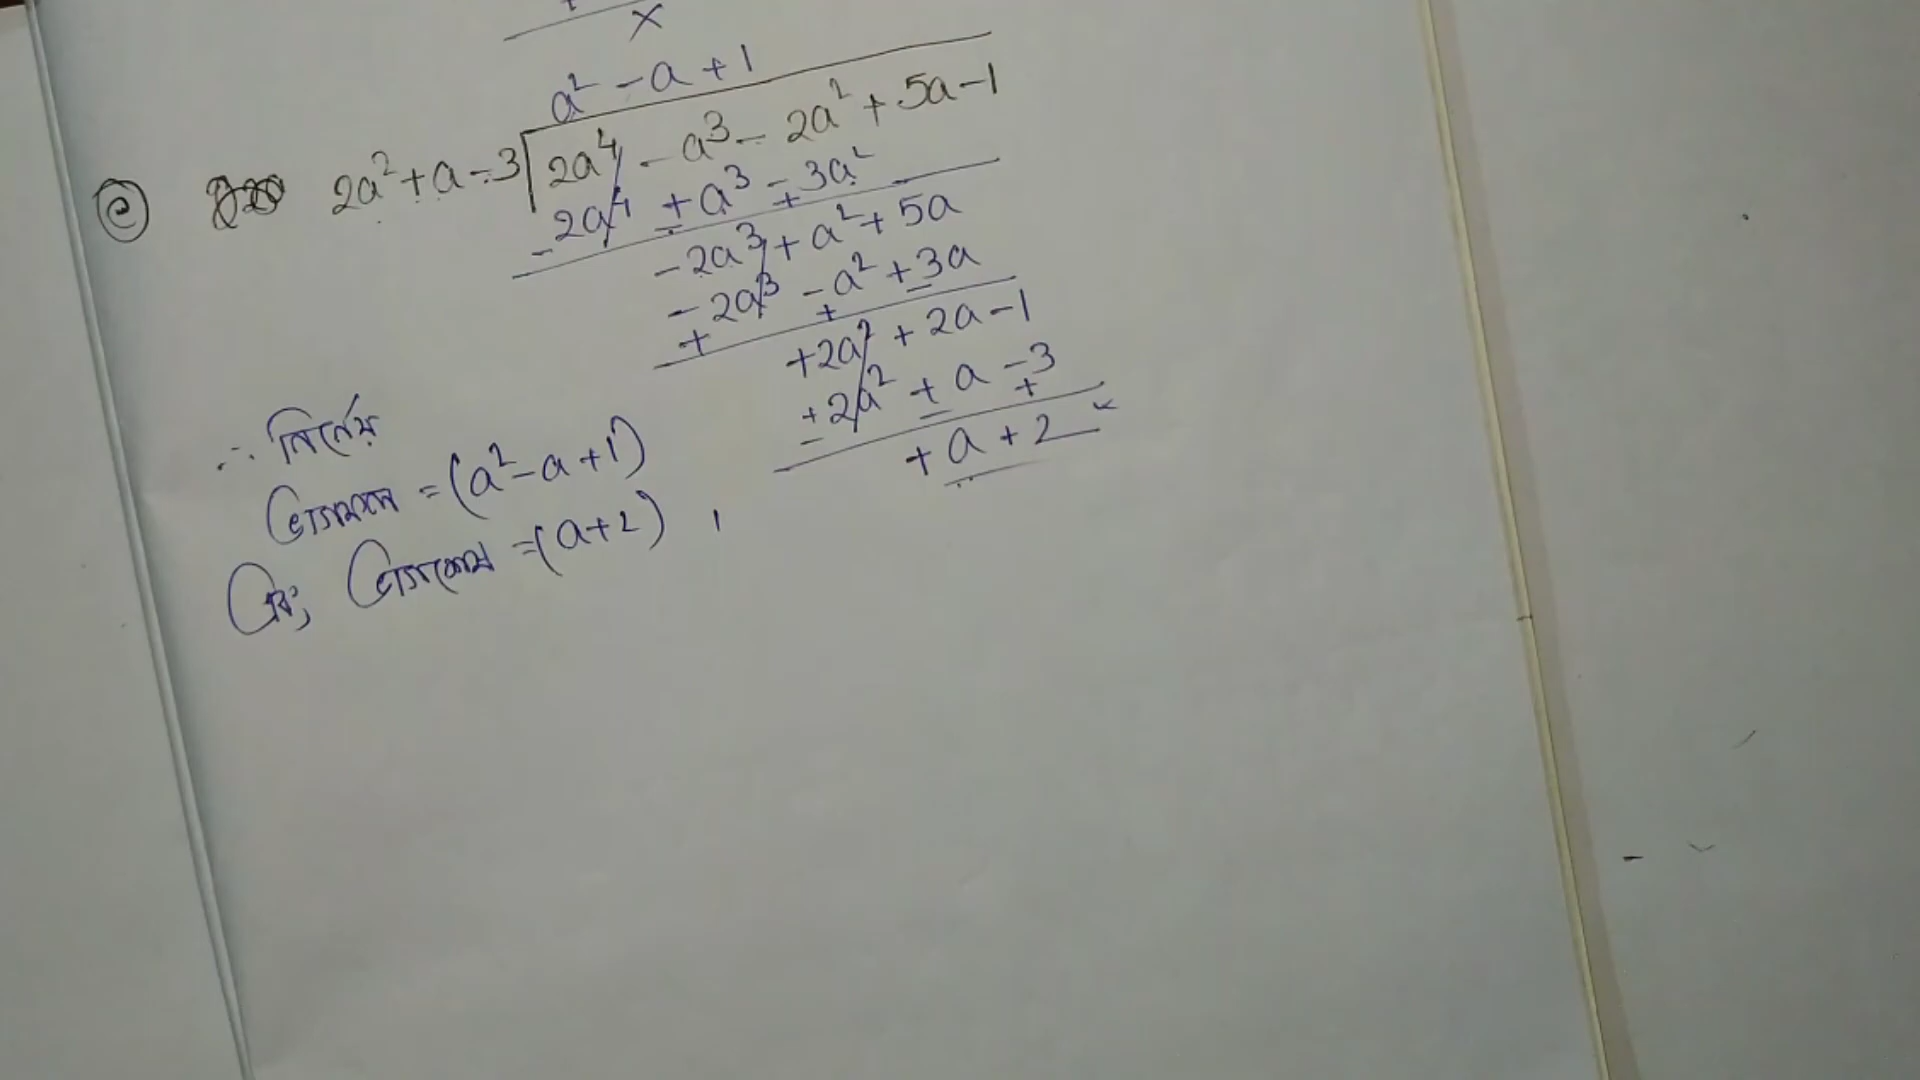 x
a² - a + 1
২ 2a² + a - 3 ) 2a⁴ - a³ - 2a² + 5a - 1
2a⁴ + a³ - 3a²
- - +
- 2a³ + a² + 5a
- 2a³ - a² + 3a
+ + -
+ 2a² + 2a - 1
+ 2a² + a - 3
- - +
+ a + 2
∴ নির্নেয়
ভাগফল = (a² - a + 1)
এবং, ভাগশেষ = (a + 2) ।